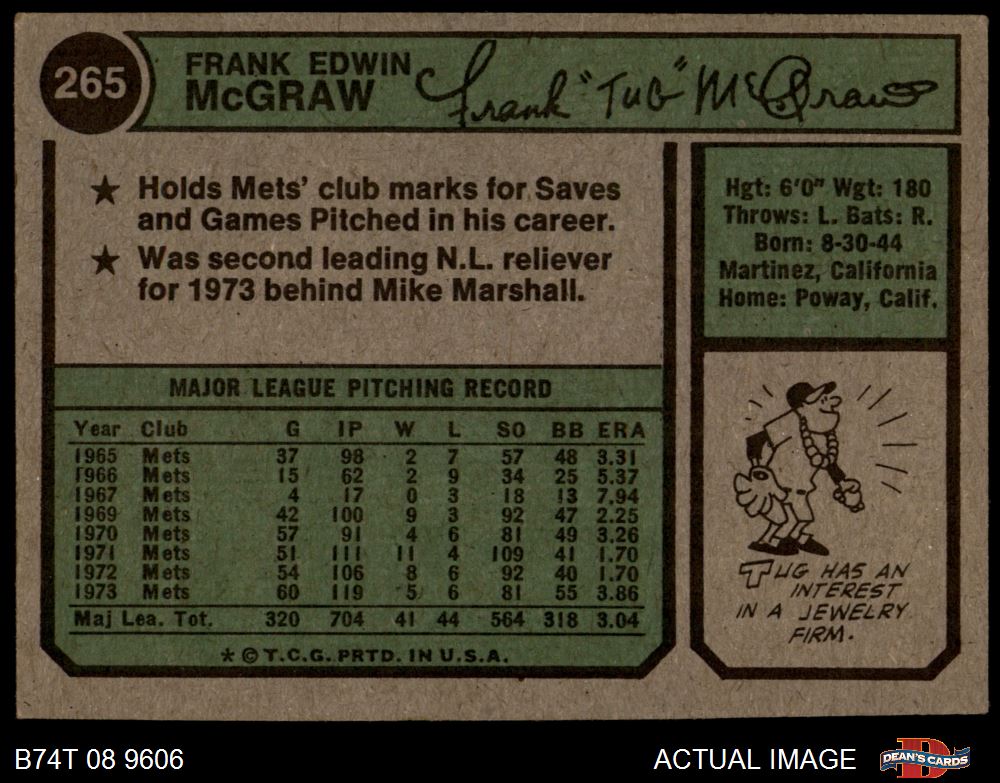 265
FRANK EDWIN
McGRAW
Frank "Tug" McGraw
★ Holds Mets' club marks for Saves
and Games Pitched in his career.
★ Was second leading N.L. reliever
for 1973 behind Mike Marshall.
Hgt: 6'0" Wgt: 180
Throws: L. Bats: R.
Born: 8-30-44
Martinez, California
Home: Poway, Calif.
MAJOR LEAGUE PITCHING RECORD
Year Club G IP W L SO BB ERA
1965 Mets 37 98 2 7 57 48 3.31
1966 Mets 15 62 2 9 34 25 5.37
1967 Mets 4 17 0 3 18 13 7.94
1969 Mets 42 100 9 3 92 47 2.25
1970 Mets 57 91 4 6 81 49 3.26
1971 Mets 51 111 11 4 109 41 1.70
1972 Mets 54 106 8 6 92 40 1.70
1973 Mets 60 119 5 6 81 55 3.86
Maj Lea. Tot. 320 704 41 44 564 318 3.04
* © T.C.G. PRTD. IN U.S.A.
TUG HAS AN
INTEREST
IN A JEWELRY
FIRM.
B74T 08 9606
ACTUAL IMAGE
D
DEAN'S CARDS